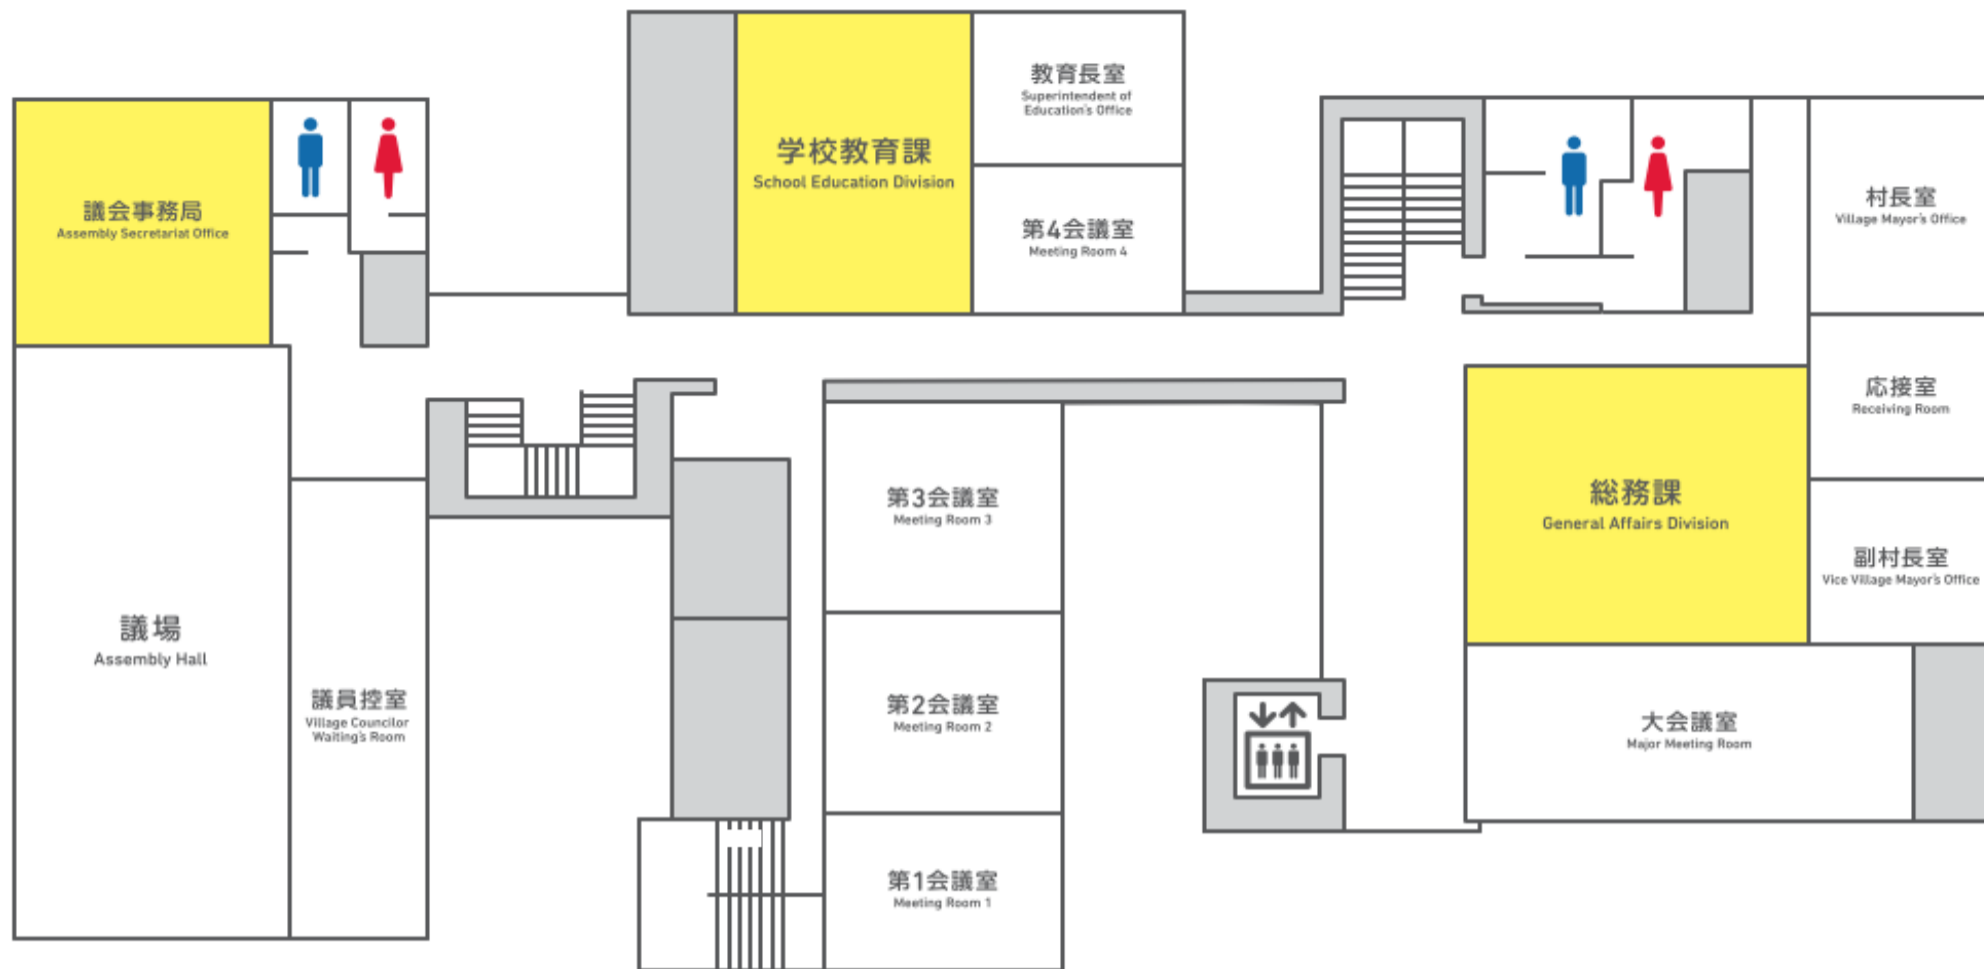 議会事務局
Assembly Secretariat Office
学校教育課
School Education Division
教育長室
Superintendent of
Education's Office
第4会議室
Meeting Room 4
村長室
Village Mayor's Office
応接室
Receiving Room
総務課
General Affairs Division
副村長室
Vice Village Mayor's Office
大会議室
Major Meeting Room
第3会議室
Meeting Room 3
第2会議室
Meeting Room 2
第1会議室
Meeting Room 1
議場
Assembly Hall
議員控室
Village Councilor
Waiting's Room